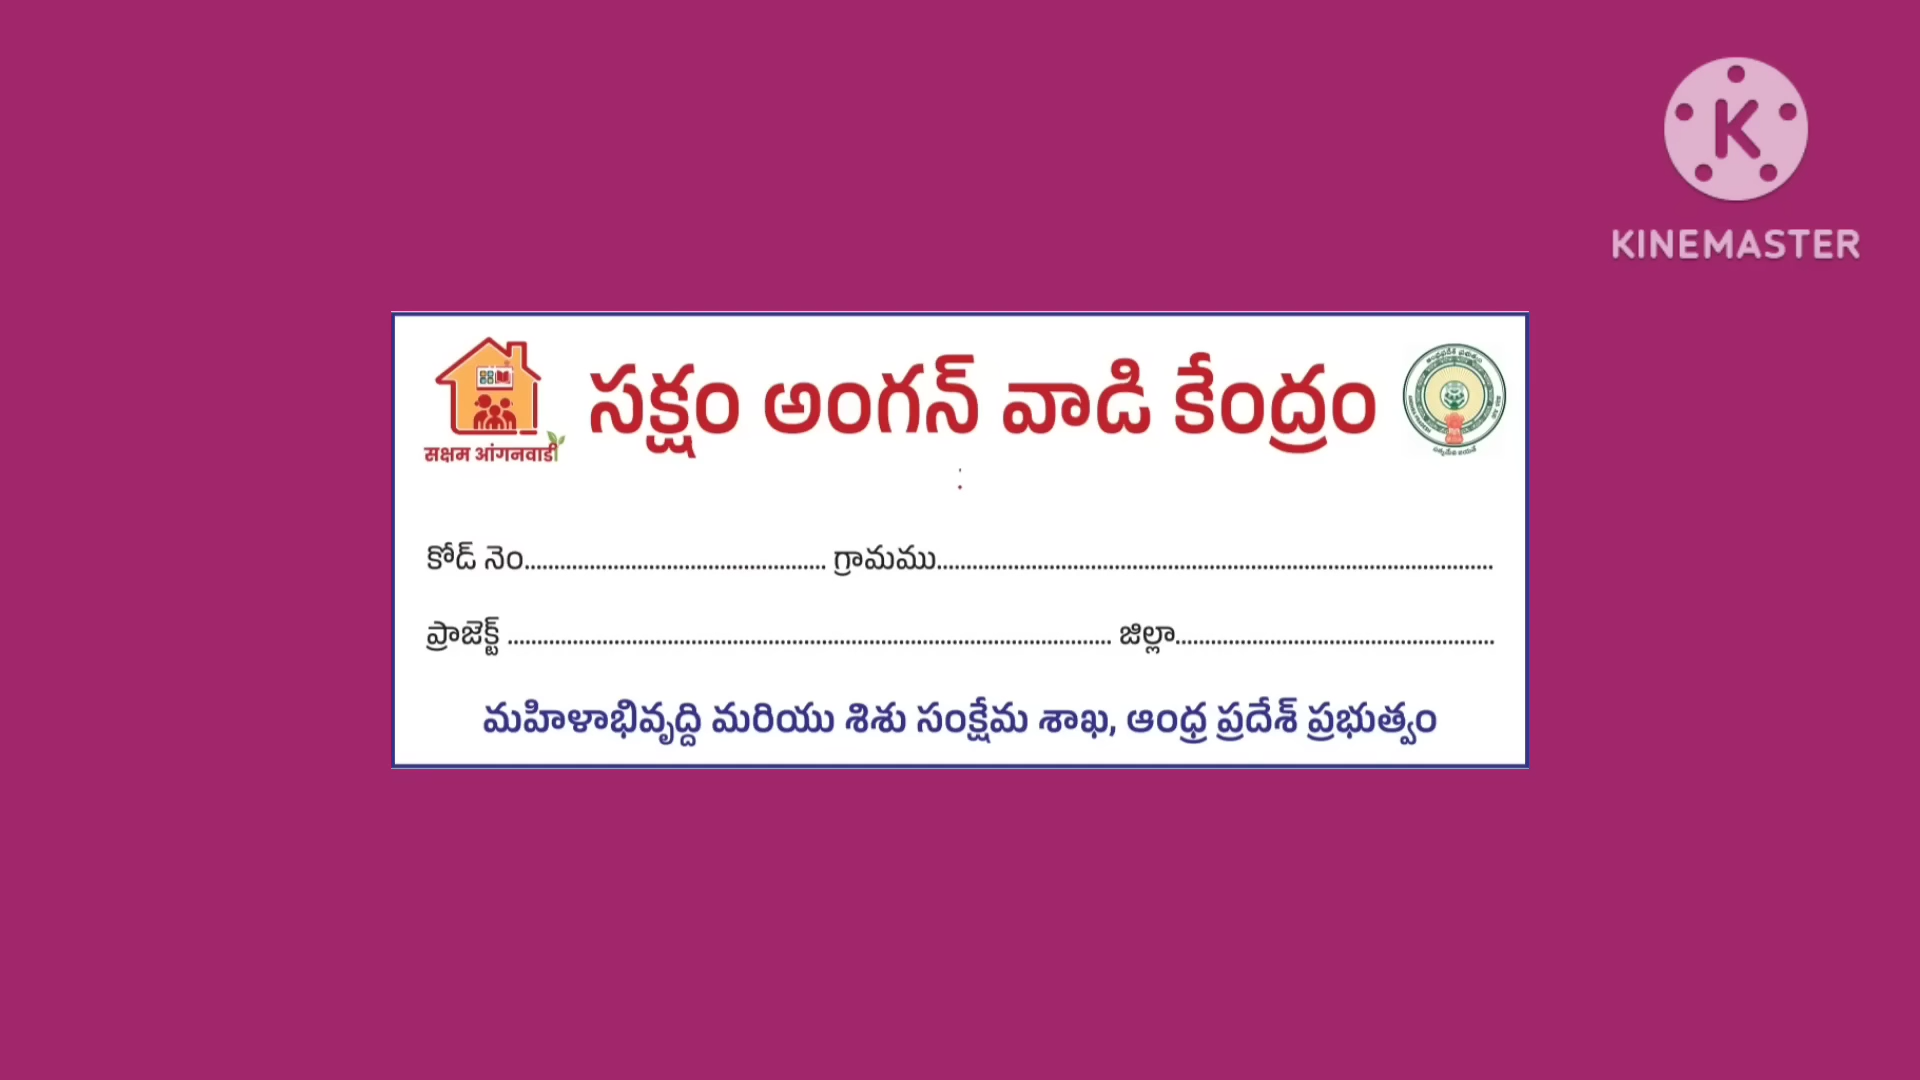 KINEMASTER
సక్షం అంగన్ వాడి కేంద్రం
सक्षम आंगनवाडी
కోడ్ నెం.................................................. గ్రామము.............................................................................................
ప్రాజెక్ట్ ..................................................................................................... జిల్లా.....................................................
మహిళాభివృద్ది మరియు శిశు సంక్షేమ శాఖ, ఆంధ్ర ప్రదేశ్ ప్రభుత్వం